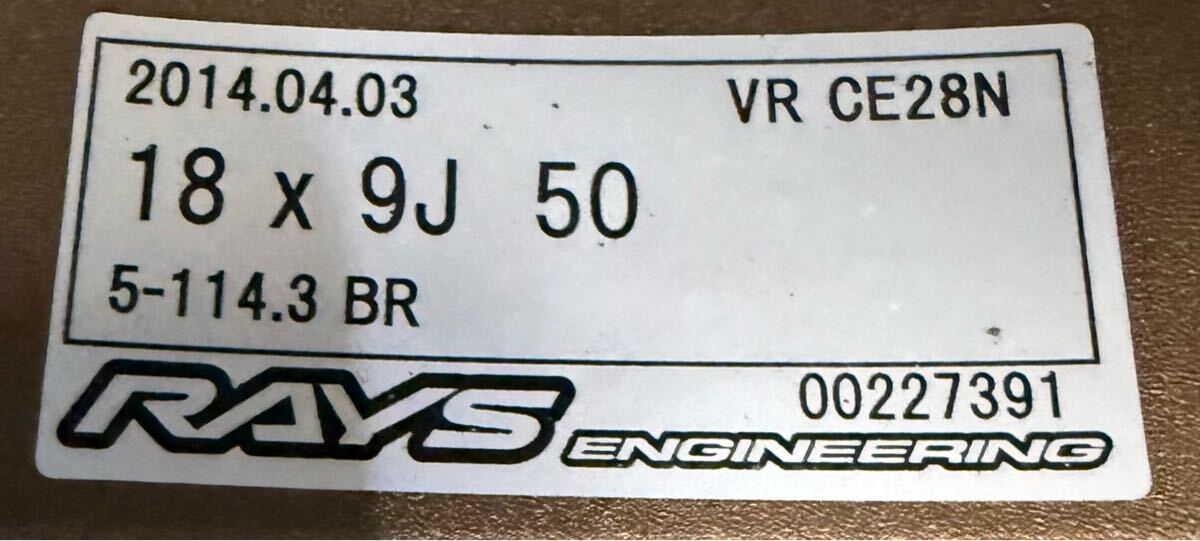 2014.04.03 VR CE28N
18 x 9J 50
5-114.3 BR
00227391
RAYS ENGINEERING